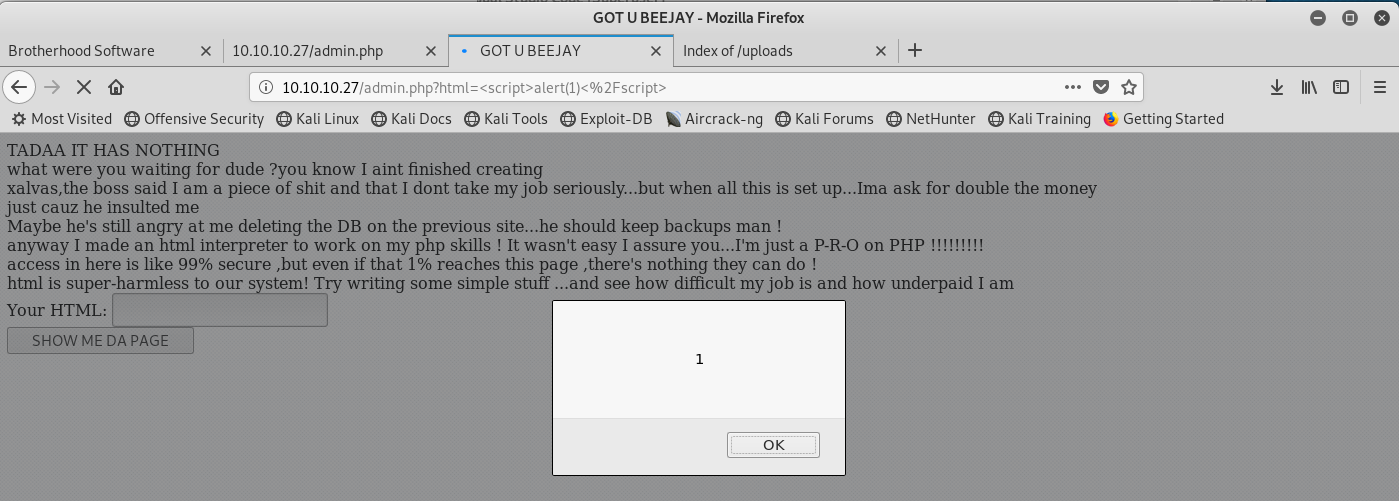 GOT U BEEJAY - Mozilla Firefox
Brotherhood Software
10.10.10.27/admin.php
GOT U BEEJAY
Index of /uploads
10.10.10.27/admin.php?html=<script>alert(1)<%2Fscript>
Most Visited Offensive Security Kali Linux Kali Docs Kali Tools Exploit-DB Aircrack-ng Kali Forums NetHunter Kali Training Getting Started
TADAA IT HAS NOTHING
what were you waiting for dude ?you know I aint finished creating
xalvas,the boss said I am a piece of shit and that I dont take my job seriously...but when all this is set up...Ima ask for double the money
just cauz he insulted me
Maybe he's still angry at me deleting the DB on the previous site...he should keep backups man !
anyway I made an html interpreter to work on my php skills ! It wasn't easy I assure you...I'm just a P-R-O on PHP !!!!!!!!!
access in here is like 99% secure ,but even if that 1% reaches this page ,there's nothing they can do !
html is super-harmless to our system! Try writing some simple stuff ...and see how difficult my job is and how underpaid I am
Your HTML:
SHOW ME DA PAGE
1
OK